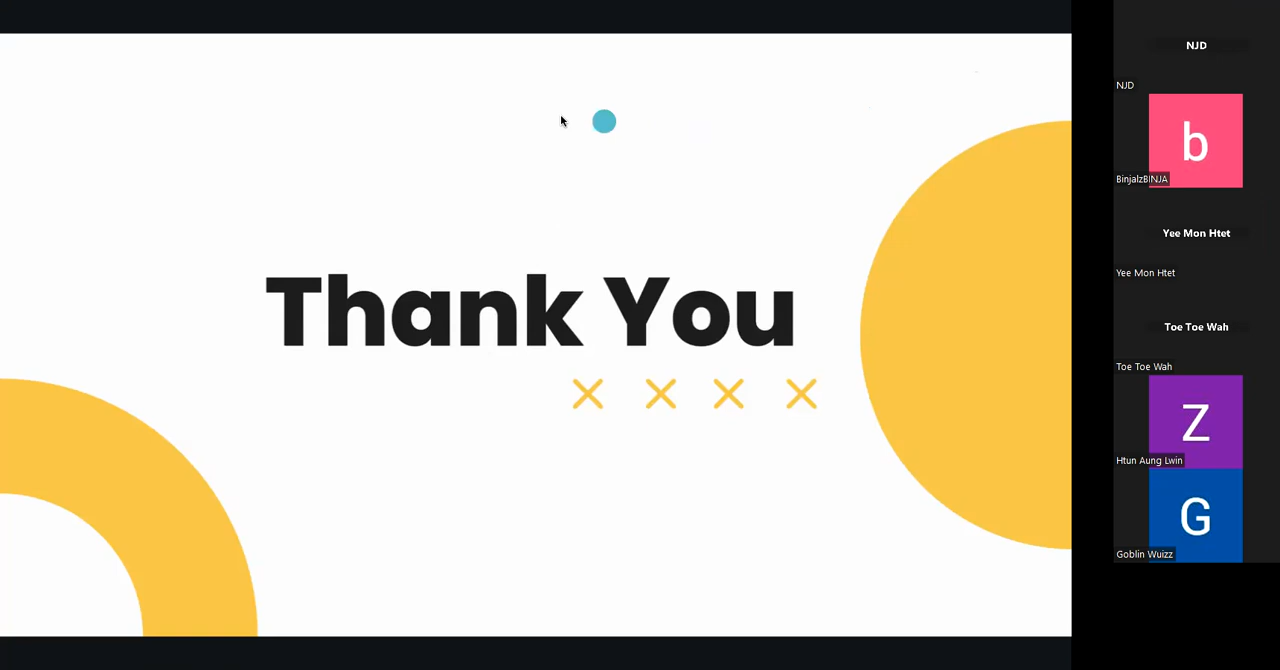 Thank You
NJD
NJD
b
BinjalzBINJA
Yee Mon Htet
Yee Mon Htet
Toe Toe Wah
Toe Toe Wah
Z
Htun Aung Lwin
G
Goblin Wuizz